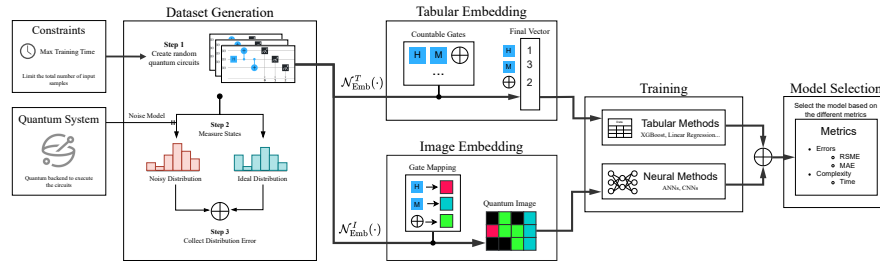 Constraints
Max Training Time
Limit the total number of input
samples
Quantum System
Quantum backend to execute
the circuits
Noise Model
Dataset Generation
Step 1
Create random
quantum circuits
Step 2
Measure States
Noisy Distribution
Ideal Distribution
Step 3
Collect Distribution Error
𝒩ᵀ_Emb(·)
𝒩ᴵ_Emb(·)
Tabular Embedding
Countable Gates
H M
...
Final Vector
H 1
M 3
2
Image Embedding
Gate Mapping
H
M
Quantum Image
Training
Tabular Methods
XGBoost, Linear Regression...
Neural Methods
ANNs, CNNs
Model Selection
Select the model based on
the different metrics
Metrics
• Errors
RSME
MAE
• Complexity
Time